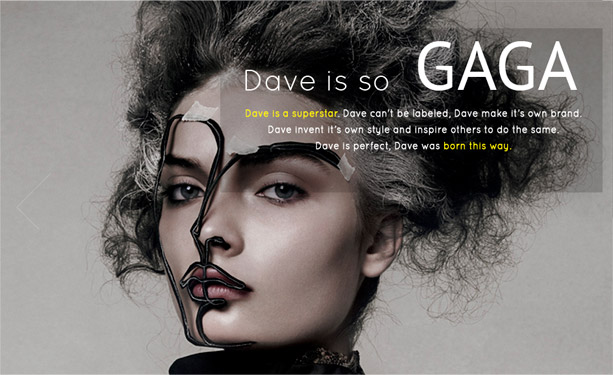 Dave is so GAGA
Dave is a superstar. Dave can't be labeled, Dave make it's own brand.
Dave invent it's own style and inspire others to do the same.
Dave is perfect, Dave was born this way.